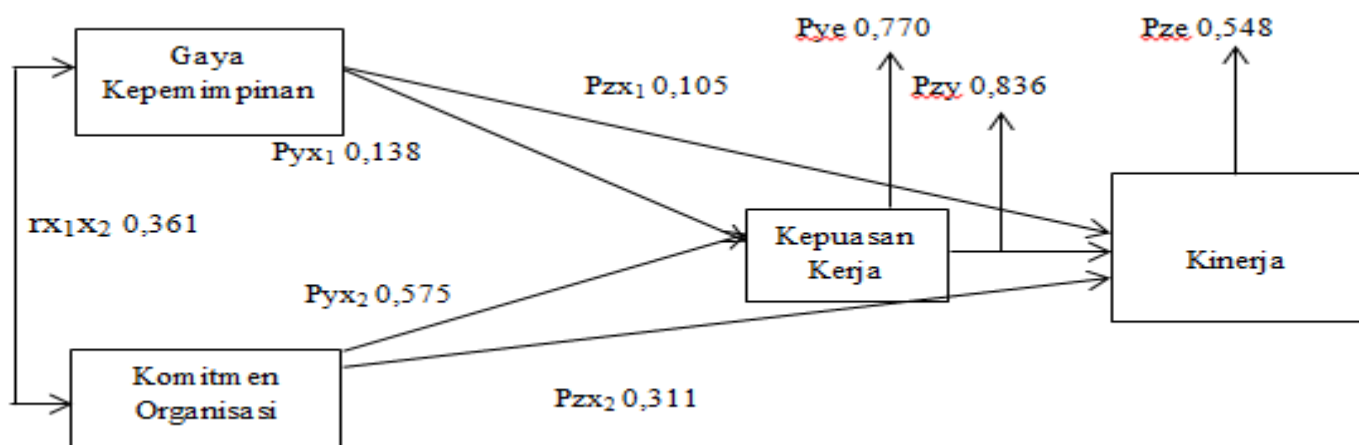 Pye 0,770
Pze 0,548
Gaya
Kepemimpinan
Pzx₁ 0,105
Pzy 0,836
Pyx₁ 0,138
rx₁x₂ 0,361
Kepuasan
Kerja
Kinerja
Pyx₂ 0,575
Komitmen
Organisasi
Pzx₂ 0,311